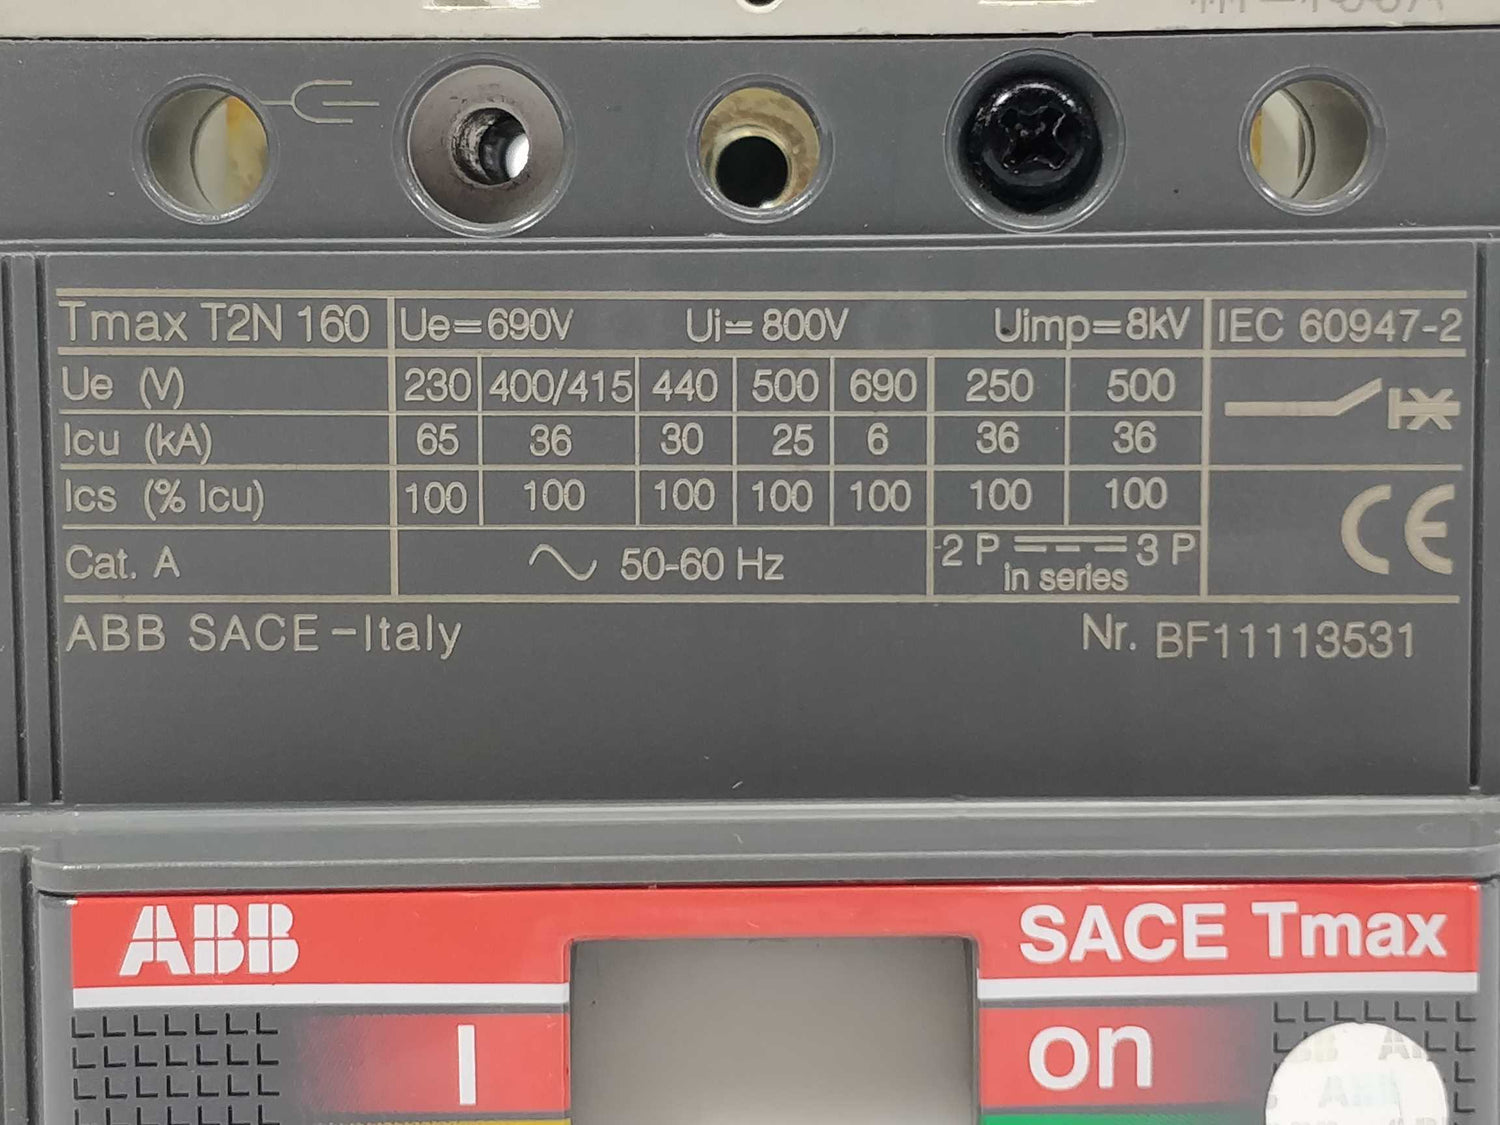 Tmax T2N 160 Ue=690V Ui=800V Uimp=8kV IEC 60947-2
Ue (V) 230 400/415 440 500 690 250 500
Icu (kA) 65 36 30 25 6 36 36
Ics (% Icu) 100 100 100 100 100 100 100
CE
Cat. A 50-60 Hz 2 P 3 P
in series
ABB SACE-Italy Nr. BF11113531
ABB SACE Tmax
I on